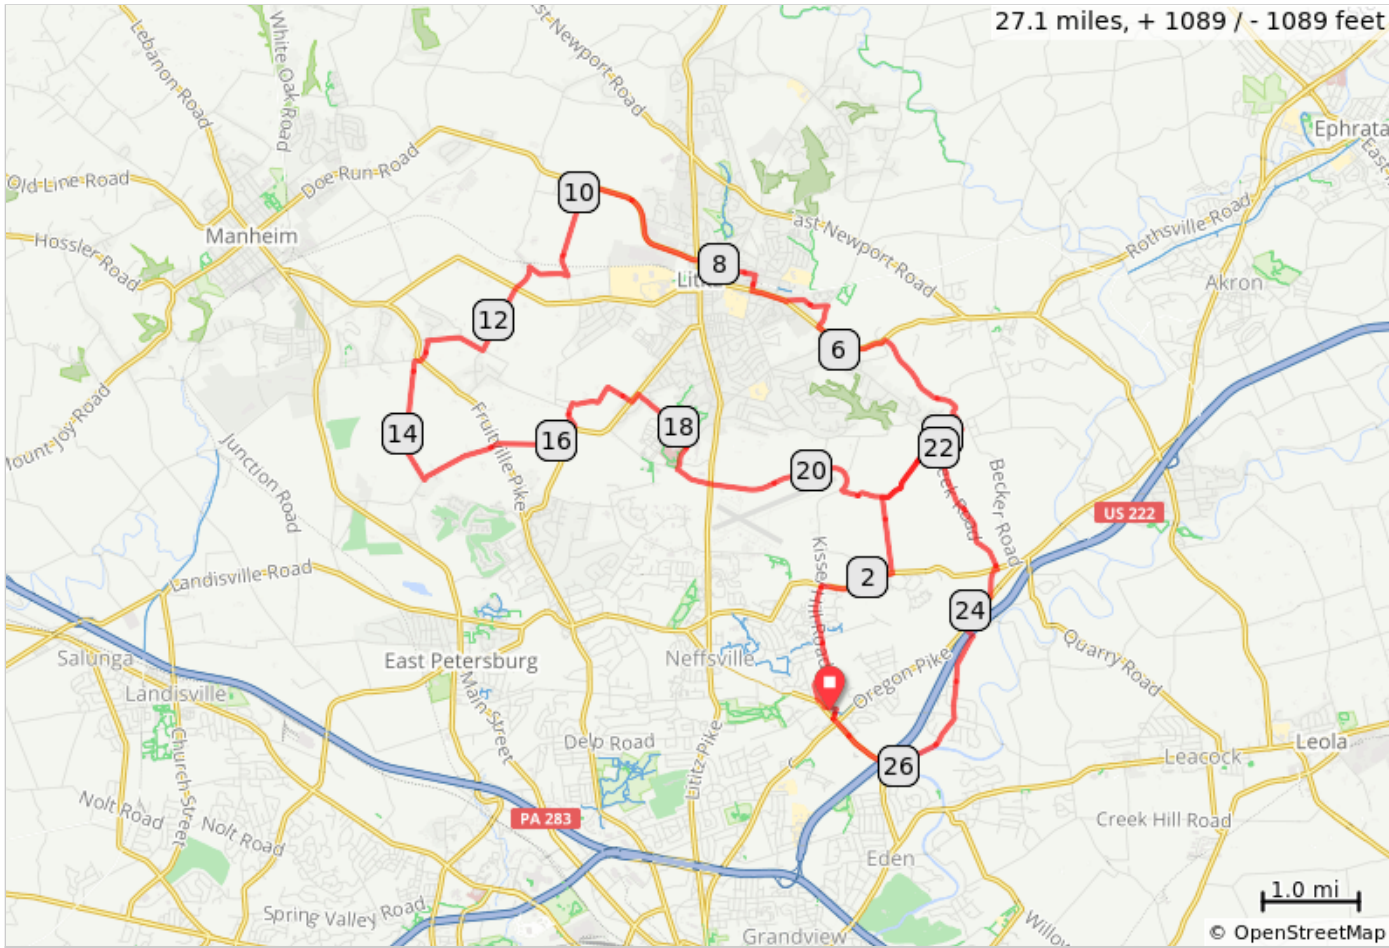 27.1 miles, + 1089 / - 1089 feet
Lebanon Road
White Oak Road
East Newport Road
Ephrata
East
Old Line Road
Doe Run Road
10
Manheim
Hossler Road
8
East Newport Road
Rothsville Road
Akron
12
6
Mount Joy Road
14
Fruitville Pike
16
18
22
20
Junction Road
Becker Road
US 222
Kissel Hill Road
2
Landisville Road
24
Salunga
East Petersburg
Neffsville
Quarry Road
Landisville
Main Street
Oregon Pike
Church Street
Delp Road
Lititz Pike
26
Leacock
Leola
Nolt Road
Nolt Road
PA 283
Creek Hill Road
Eden
1.0 mi
Spring Valley Road
Grandview
Willow
© OpenStreetMap